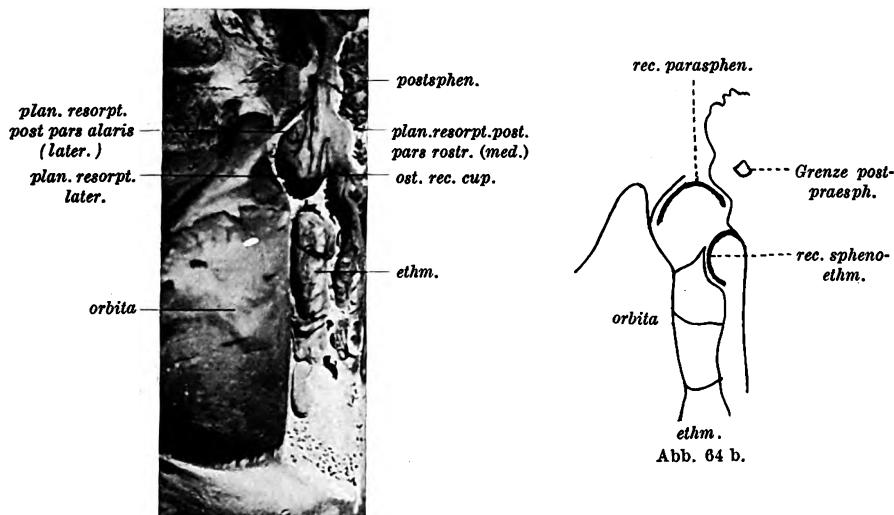 postsphen.
plan. resorpt.
post pars alaris
(later.)
plan.resorpt.post.
pars rostr. (med.)
plan. resorpt.
later.
ost. rec. cup.
ethm.
orbita
rec. parasphen.
Grenze post-
praesph.
rec. spheno-
ethm.
orbita
ethm.
Abb. 64 b.